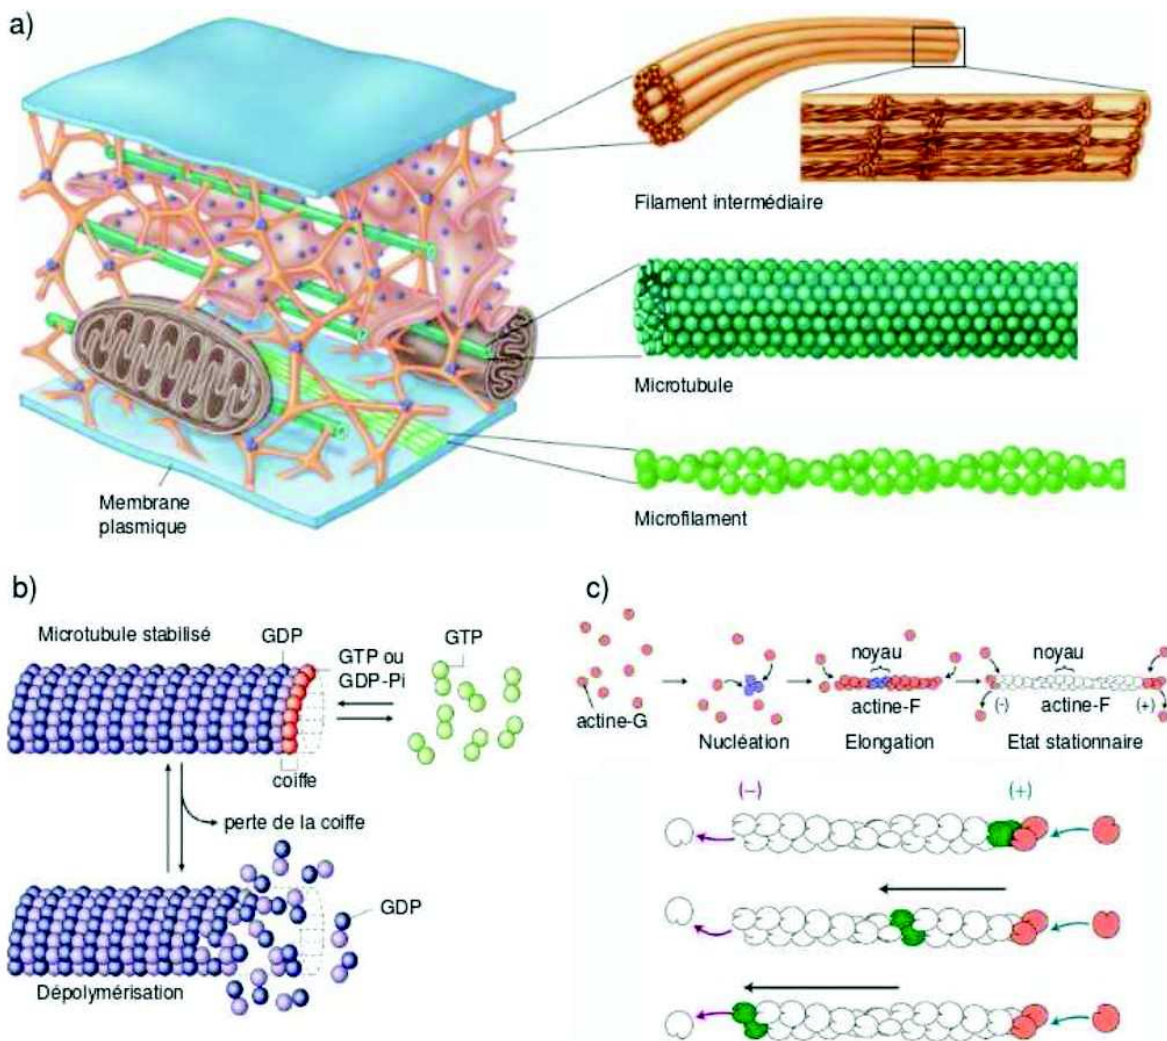 a)
Filament intermédiaire
Microtubule
Membrane
plasmique
Microfilament
b)
Microtubule stabilisé
GDP
GTP ou
GDP-Pi
GTP
coiffe
perte de la coiffe
GDP
Dépolymérisation
c)
noyau
noyau
actine-G
actine-F
(-)
actine-F
(+)
Nucléation
Elongation
Etat stationnaire
(-)
(+)